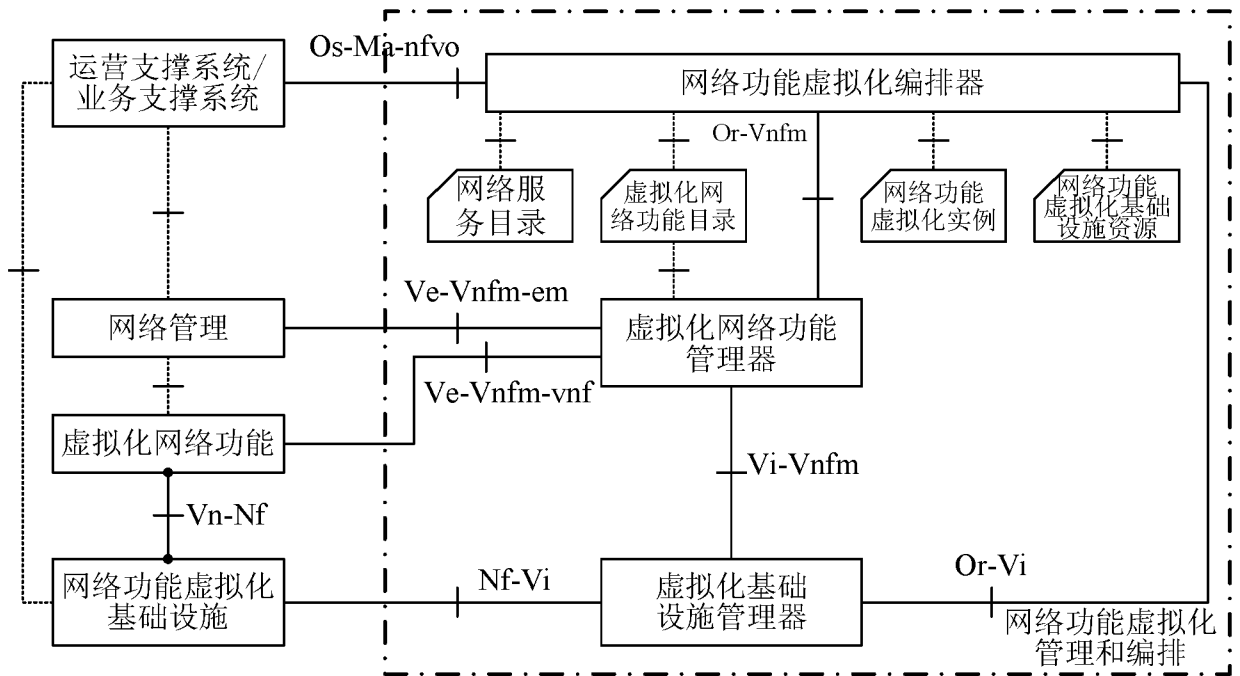 Os-Ma-nfvo
运营支撑系统/
业务支撑系统
网络功能虚拟化编排器
Or-Vnfm
网络服
务目录
虚拟化网
络功能目录
网络功能
虚拟化实例
网络功能
虚拟化基础
设施资源
Ve-Vnfm-em
网络管理
虚拟化网络功能
管理器
Ve-Vnfm-vnf
虚拟化网络功能
Vi-Vnfm
Vn-Nf
网络功能虚拟化
基础设施
Nf-Vi
虚拟化基础
设施管理器
Or-Vi
网络功能虚拟化
管理和编排